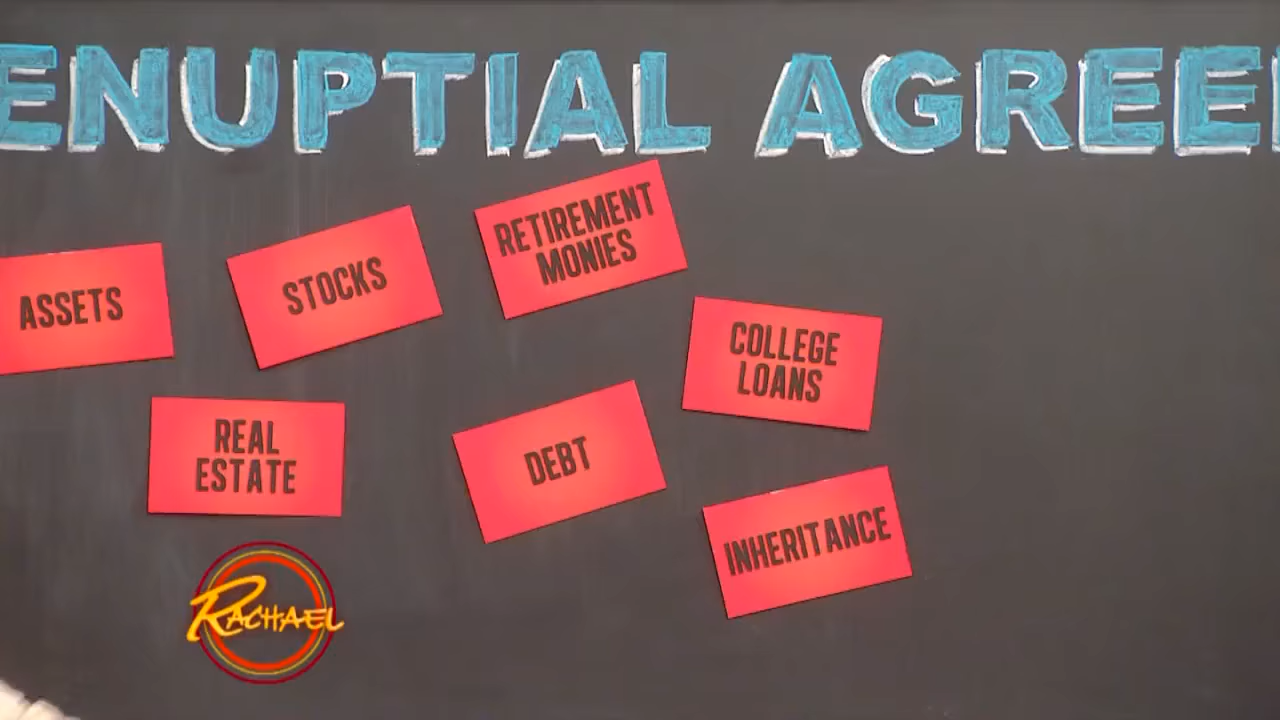 ENUPTIAL AGREE
ASSETS
STOCKS
RETIREMENT
MONIES
COLLEGE
LOANS
REAL
ESTATE
DEBT
INHERITANCE
RACHAEL